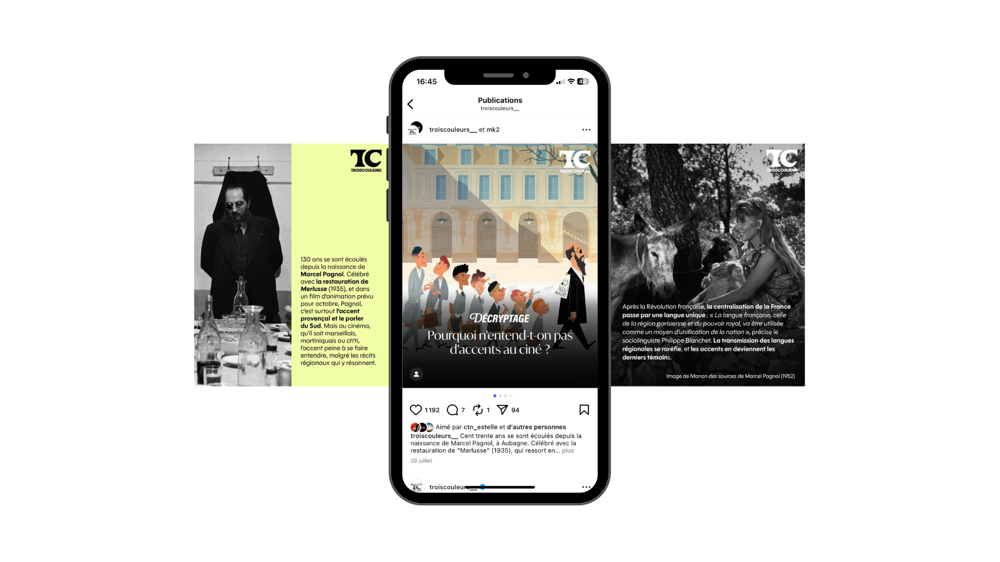 TC
TROISCOULEURS
130 ans se sont écoulés
depuis la naissance de
Marcel Pagnol. Célébré
avec la restauration de
Merlusse (1935), et dans
un film d'animation prévu
pour octobre, Pagnol,
c'est surtout l'accent
provençal et le parler
du Sud. Mais au cinéma,
qu'il soit marseillais,
martiniquais ou ch'ti,
l'accent peine à se faire
entendre, malgré les récits
régionaux qui y résonnent.
16:45
49
Publications
troiscouleurs__
TC
troiscouleurs__ et mk2
TC
TROISCOULEURS
DÉCRYPTAGE
Pourquoi n'entend-t-on pas
d'accents au ciné ?
1 192 7 1 94
Aimé par ctn_estelle et d'autres personnes
troiscouleurs__ Cent trente ans se sont écoulés depuis la
naissance de Marcel Pagnol, à Aubagne. Célébré avec la
restauration de "Merlusse" (1935), qui ressort en... plus
29 juillet
TC
troiscouleurs__
TC
TROISCOULEURS
Après la Révolution française, la centralisation de la France
passe par une langue unique : « La langue française, celle
de la région parisienne et du pouvoir royal, va être utilisée
comme un moyen d'unification de la nation », précise le
sociolinguiste Philippe Blanchet. La transmission des langues
régionales se raréfie, et les accents en deviennent les
derniers témoins.
Image de Manon des sources de Marcel Pagnol (1952)